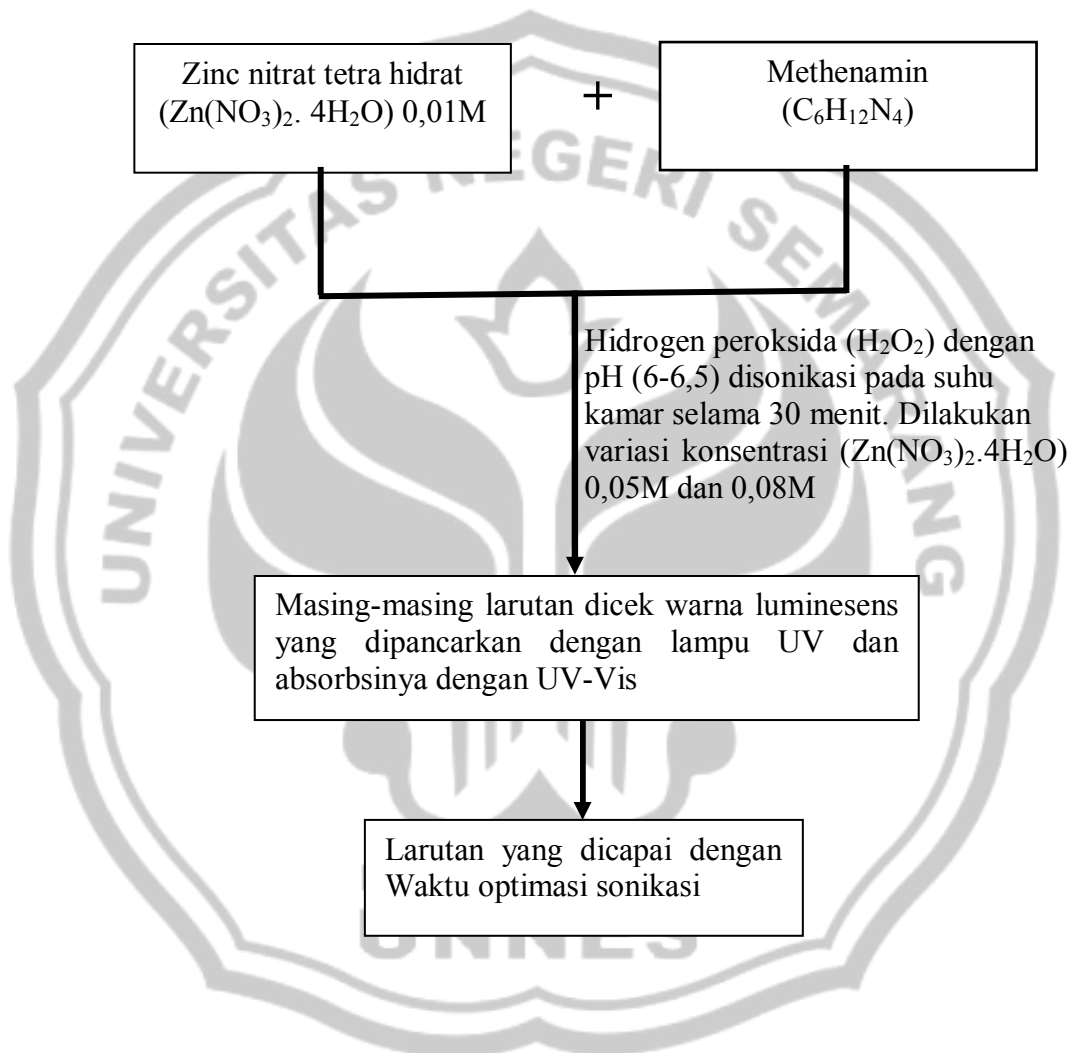 Zinc nitrat tetra hidrat
(Zn(NO₃)₂. 4H₂O) 0,01M
+
Methenamin
(C₆H₁₂N₄)
Hidrogen peroksida (H₂O₂) dengan
pH (6-6,5) disonikasi pada suhu
kamar selama 30 menit. Dilakukan
variasi konsentrasi (Zn(NO₃)₂.4H₂O)
0,05M dan 0,08M
Masing-masing larutan dicek warna luminesens
yang dipancarkan dengan lampu UV dan
absorbsinya dengan UV-Vis
Larutan yang dicapai dengan
Waktu optimasi sonikasi
UNIVERSITAS NEGERI SEMARANG
UNNES